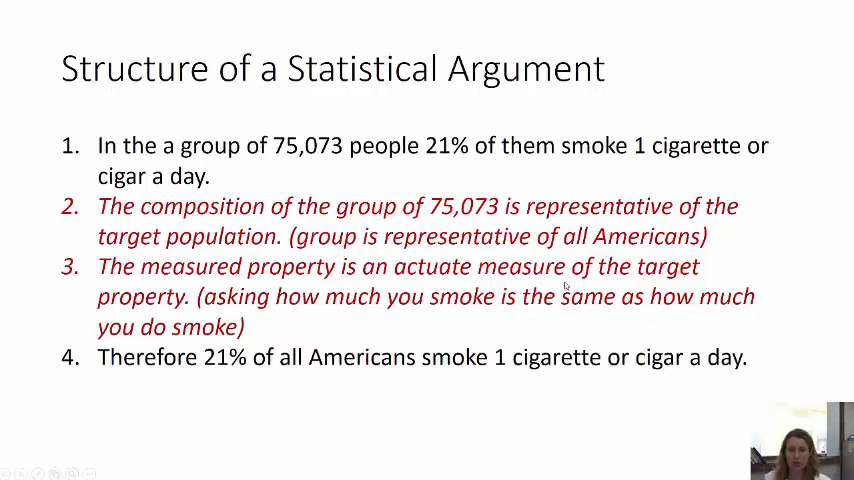 Structure of a Statistical Argument
1. In the a group of 75,073 people 21% of them smoke 1 cigarette or
cigar a day.
2. The composition of the group of 75,073 is representative of the
target population. (group is representative of all Americans)
3. The measured property is an actuate measure of the target
property. (asking how much you smoke is the same as how much
you do smoke)
4. Therefore 21% of all Americans smoke 1 cigarette or cigar a day.